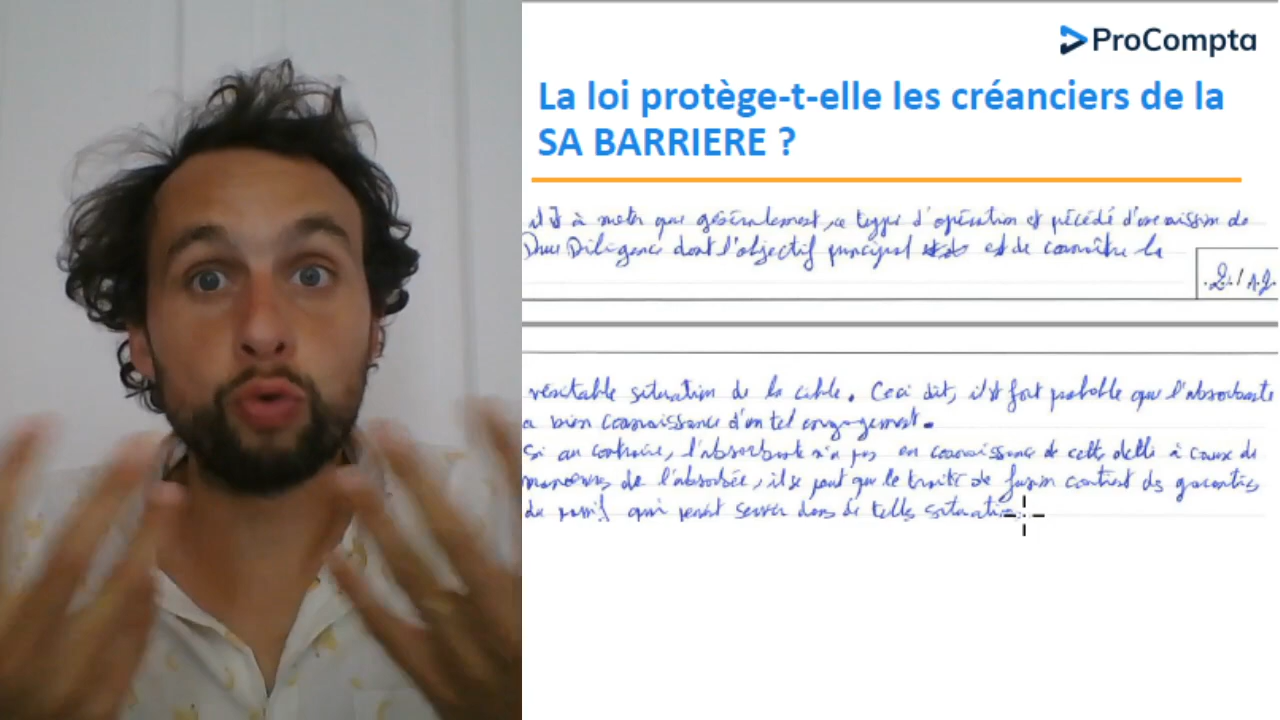 ProCompta
La loi protège-t-elle les créanciers de la
SA BARRIERE ?
à noter que généralement, ce type d'opération est précédé d'une mission de
Due Diligence dont l'objectif principal est de connaître la
2/12
véritable situation de la cible. Ceci dit, il est fort probable que l'absorbante
a bien connaissance d'un tel engagement.
Si au contraire, l'absorbante n'a pas eu connaissance de cette dette à cause de
manoeuvres de l'absorbée, il se peut que le traité de fusion contient des garanties
du passif qui peut servir dans de telles situations